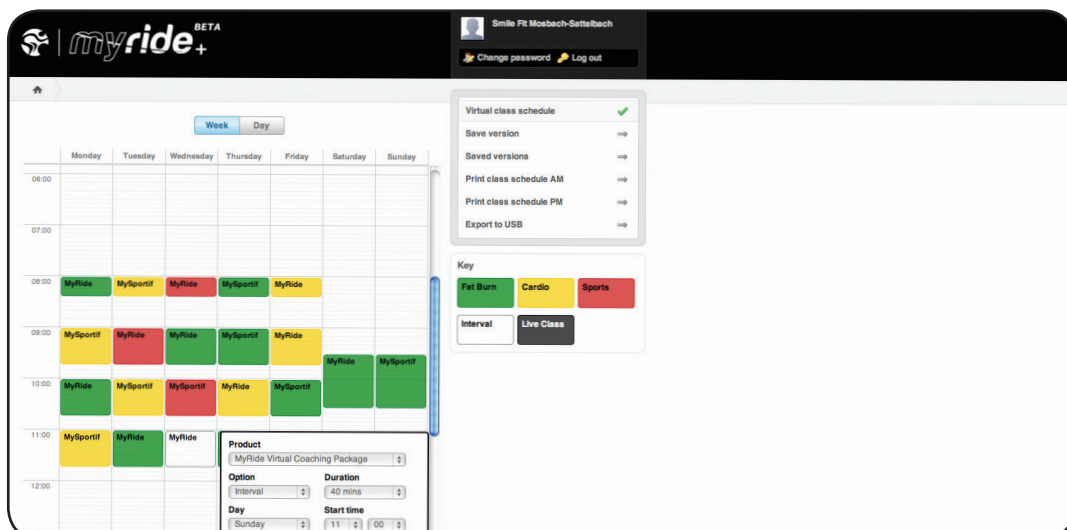 myride+ BETA
Smile Fit Mosbach-Sattelbach
Change password Log out
Week Day
Monday Tuesday Wednesday Thursday Friday Saturday Sunday
06:00
07:00
08:00 MyRide MySportif MyRide MySportif MyRide
09:00 MySportif MyRide MyRide MySportif MyRide
MyRide MySportif
10:00 MyRide MySportif MySportif MyRide MySportif
11:00 MySportif MyRide MyRide
12:00
Product
MyRide Virtual Coaching Package
Option Duration
Interval 40 mins
Day Start time
Sunday 11 00
Virtual class schedule
Save version
Saved versions
Print class schedule AM
Print class schedule PM
Export to USB
Key
Fat Burn Cardio Sports
Interval Live Class